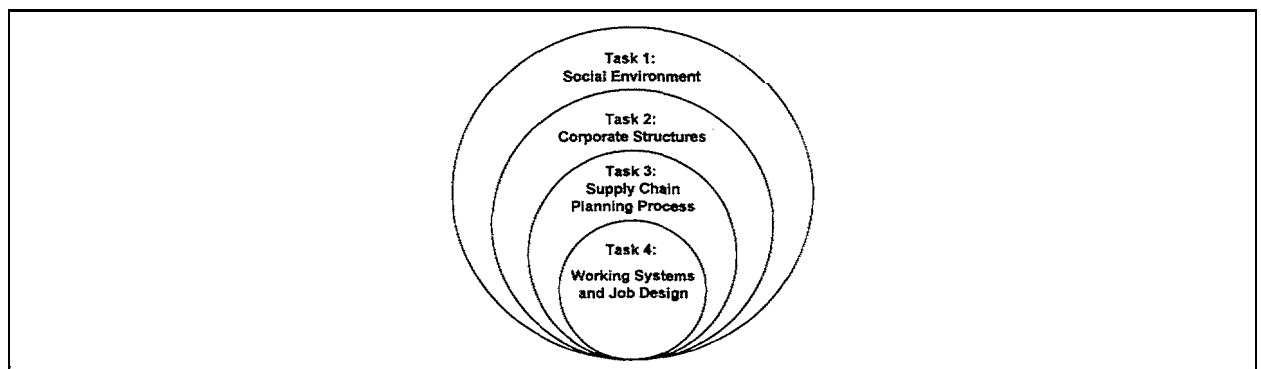 Task 1:
Social Environment
Task 2:
Corporate Structures
Task 3:
Supply Chain
Planning Process
Task 4:
Working Systems
and Job Design